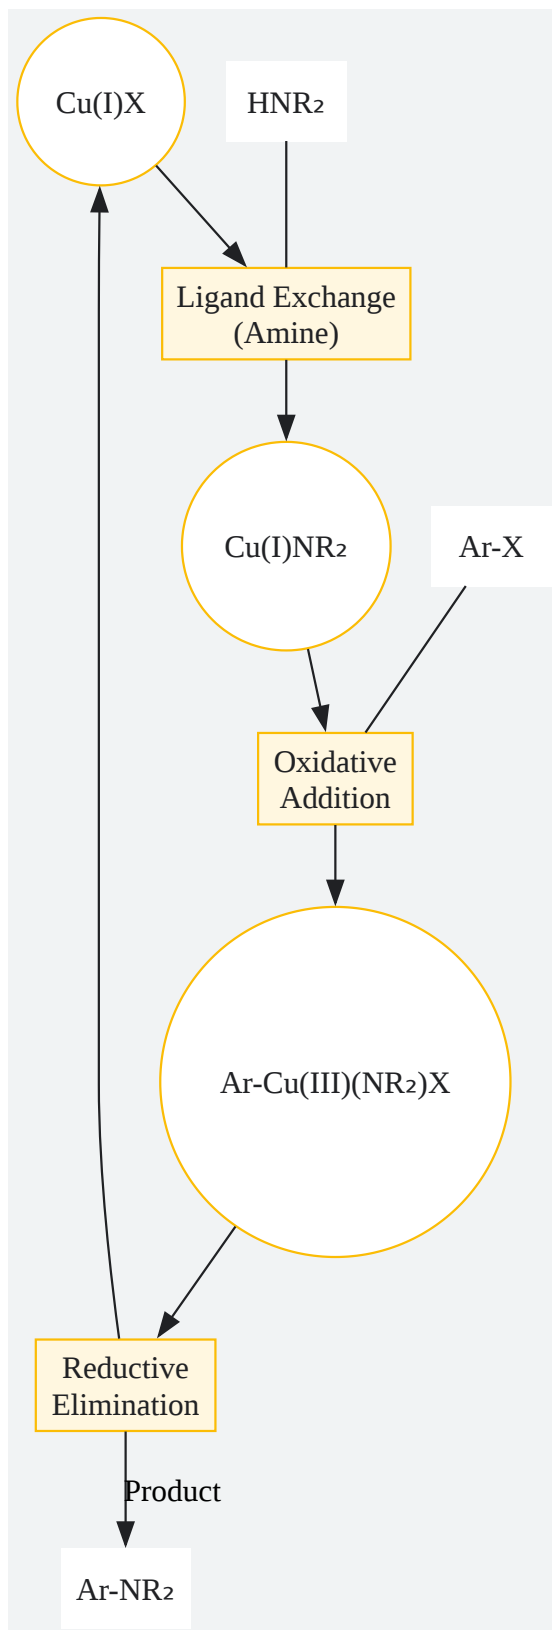 Cu(I)X
HNR₂
Ligand Exchange
(Amine)
Cu(I)NR₂
Ar-X
Oxidative
Addition
Ar-Cu(III)(NR₂)X
Reductive
Elimination
Product
Ar-NR₂